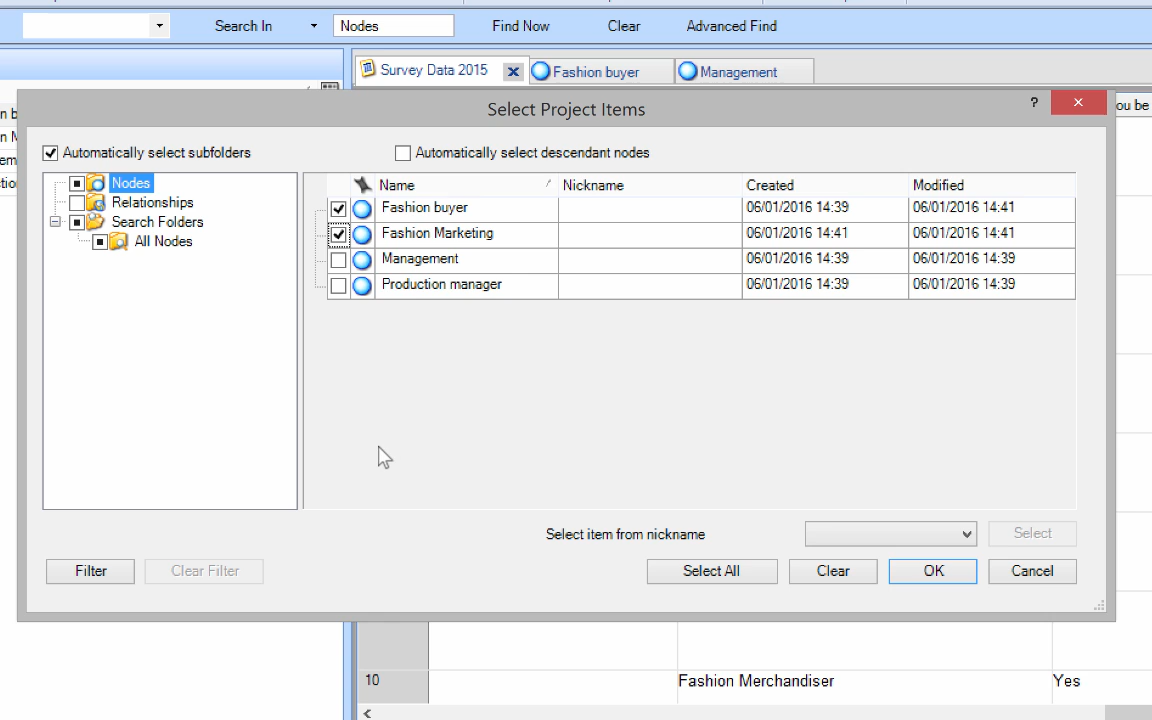 Search In Nodes Find Now Clear Advanced Find
Survey Data 2015 Fashion buyer Management
Select Project Items ?
ou be
Automatically select subfolders Automatically select descendant nodes
Nodes
Relationships
Search Folders
All Nodes
Name Nickname Created Modified
Fashion buyer 06/01/2016 14:39 06/01/2016 14:41
Fashion Marketing 06/01/2016 14:41 06/01/2016 14:41
Management 06/01/2016 14:39 06/01/2016 14:39
Production manager 06/01/2016 14:39 06/01/2016 14:39
Select item from nickname Select
Filter Clear Filter Select All Clear OK Cancel
10 Fashion Merchandiser Yes